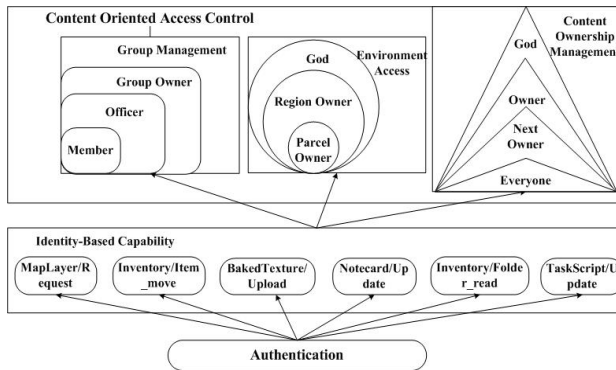 Content Oriented Access Control
Group Management
Group Owner
Officer
Member
Environment
Access
God
Region Owner
Parcel
Owner
Content
Ownership
Management
God
Owner
Next
Owner
Everyone
Identity-Based Capability
MapLayer/R
equest
Inventory/Item
_move
BakedTexture/
Upload
Notecard/Up
date
Inventory/Folde
r_read
TaskScript/U
pdate
Authentication